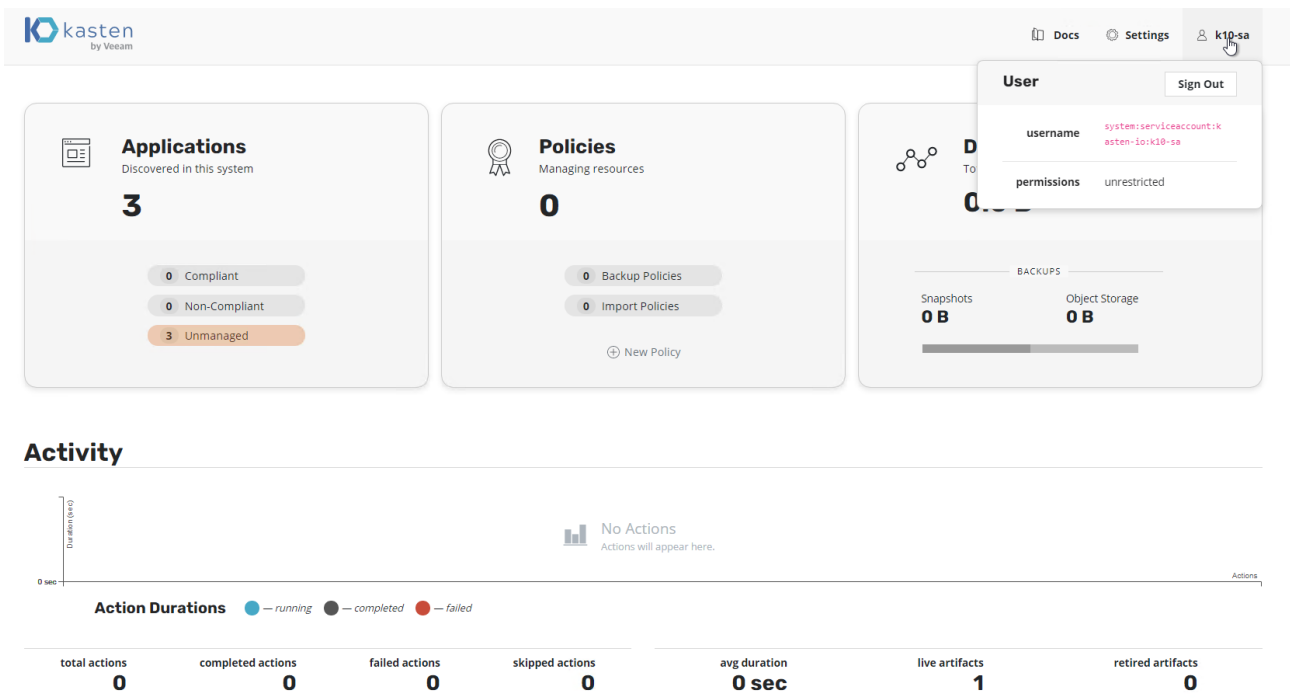 kasten
by Veeam
Docs
Settings
k10-sa
User
Sign Out
username
system:serviceaccount:k
asten-io:k10-sa
permissions
unrestricted
Applications
Discovered in this system
3
0 Compliant
0 Non-Compliant
3 Unmanaged
Policies
Managing resources
0
0 Backup Policies
0 Import Policies
New Policy
D
To
BACKUPS
Snapshots
0 B
Object Storage
0 B
Activity
Duration (sec)
0 sec
No Actions
Actions will appear here.
Actions
Action Durations
— running
— completed
— failed
total actions
0
completed actions
0
failed actions
0
skipped actions
0
avg duration
0 sec
live artifacts
1
retired artifacts
0